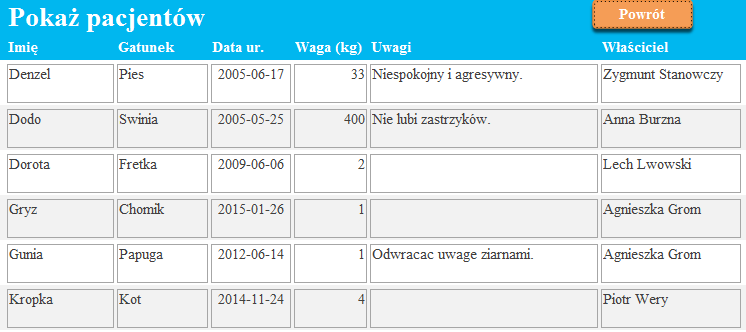 Pokaż pacjentów Powrót
Imię Gatunek Data ur. Waga (kg) Uwagi Właściciel
Denzel Pies 2005-06-17 33 Niespokojny i agresywny. Zygmunt Stanowczy
Dodo Swinia 2005-05-25 400 Nie lubi zastrzyków. Anna Burzna
Dorota Fretka 2009-06-06 2 Lech Lwowski
Gryz Chomik 2015-01-26 1 Agnieszka Grom
Gunia Papuga 2012-06-14 1 Odwracac uwage ziarnami. Agnieszka Grom
Kropka Kot 2014-11-24 4 Piotr Wery